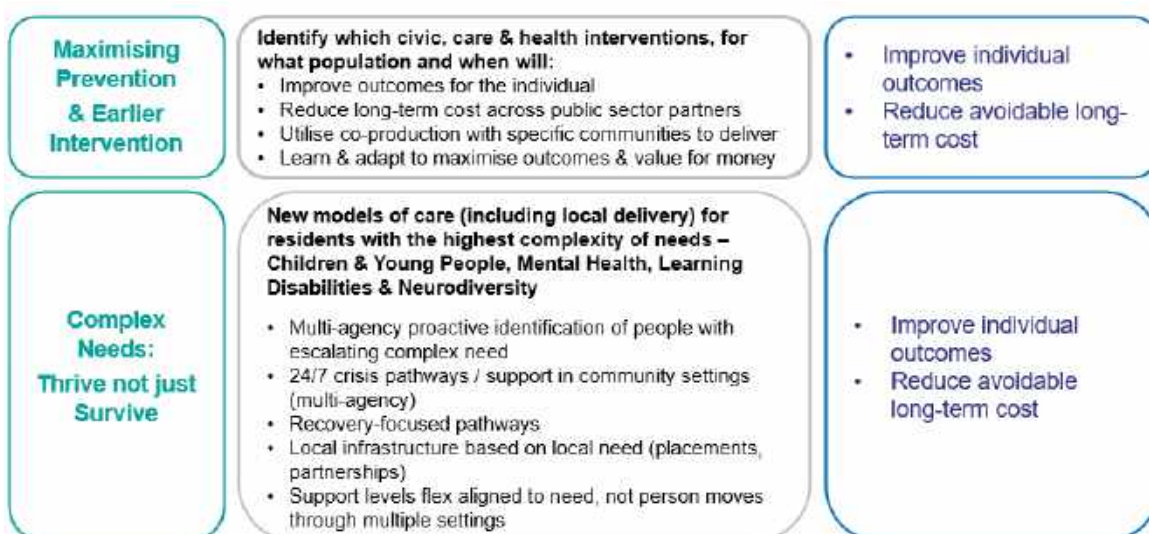 Maximising
Prevention
& Earlier
Intervention
Identify which civic, care & health interventions, for
what population and when will:
• Improve outcomes for the individual
• Reduce long-term cost across public sector partners
• Utilise co-production with specific communities to deliver
• Learn & adapt to maximise outcomes & value for money
• Improve individual
outcomes
• Reduce avoidable long-
term cost
Complex
Needs:
Thrive not just
Survive
New models of care (including local delivery) for
residents with the highest complexity of needs –
Children & Young People, Mental Health, Learning
Disabilities & Neurodiversity
• Multi-agency proactive identification of people with
escalating complex need
• 24/7 crisis pathways / support in community settings
(multi-agency)
• Recovery-focused pathways
• Local infrastructure based on local need (placements,
partnerships)
• Support levels flex aligned to need, not person moves
through multiple settings
• Improve individual
outcomes
• Reduce avoidable
long-term cost